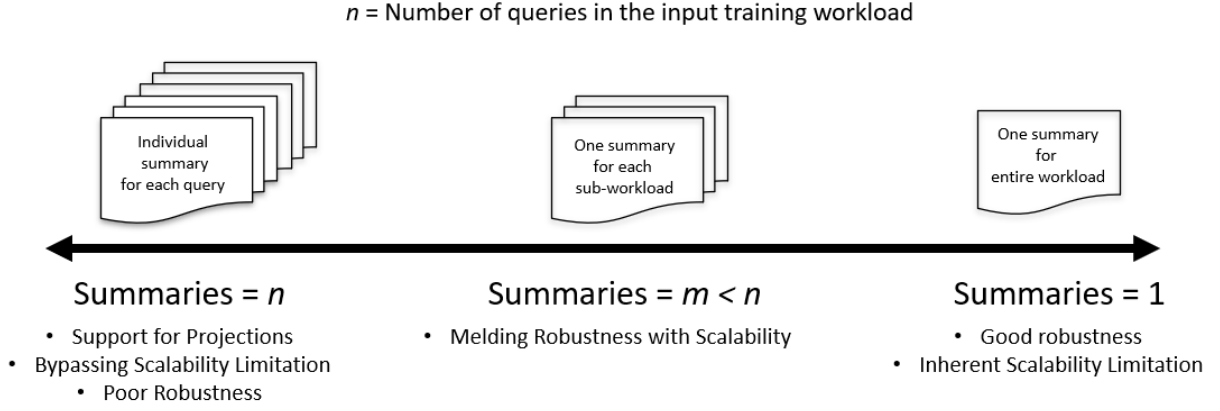 n = Number of queries in the input training workload
Individual
summary
for each query
One summary
for each
sub-workload
One summary
for
entire workload
Summaries = n
• Support for Projections
• Bypassing Scalability Limitation
• Poor Robustness
Summaries = m < n
• Melding Robustness with Scalability
Summaries = 1
• Good robustness
• Inherent Scalability Limitation